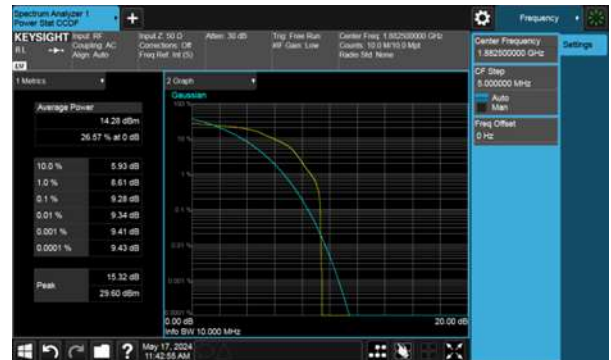 Spectrum Analyzer 1
Power Stat CCDF
Frequency
KEYSIGHT
Input: RF
Coupling: AC
Align: Auto
Input Z: 50 Ω
Corrections: Off
Freq Ref: Int (S)
Atten: 30 dB
Trig: Free Run
#IF Gain: Low
Center Freq: 1.882500000 GHz
Counts: 10.0 M/10.0 Mpt
Radio Std: None
Center Frequency
1.882500000 GHz
Settings
CF Step
5.000000 MHz
Auto
Man
Freq Offset
0 Hz
1 Metrics
2 Graph
Gaussian
Average Power
14.28 dBm
26.57 % at 0 dB
10.0 % 5.93 dB
1.0 % 8.61 dB
0.1 % 9.28 dB
0.01 % 9.34 dB
0.001 % 9.41 dB
0.0001 % 9.43 dB
Peak 15.32 dB
29.60 dBm
100 %
10 %
1 %
0.1 %
0.01 %
0.001 %
0.0001 %
0.00 dB
20.00 dB
Info BW 10.000 MHz
May 17, 2024
11:42:55 AM